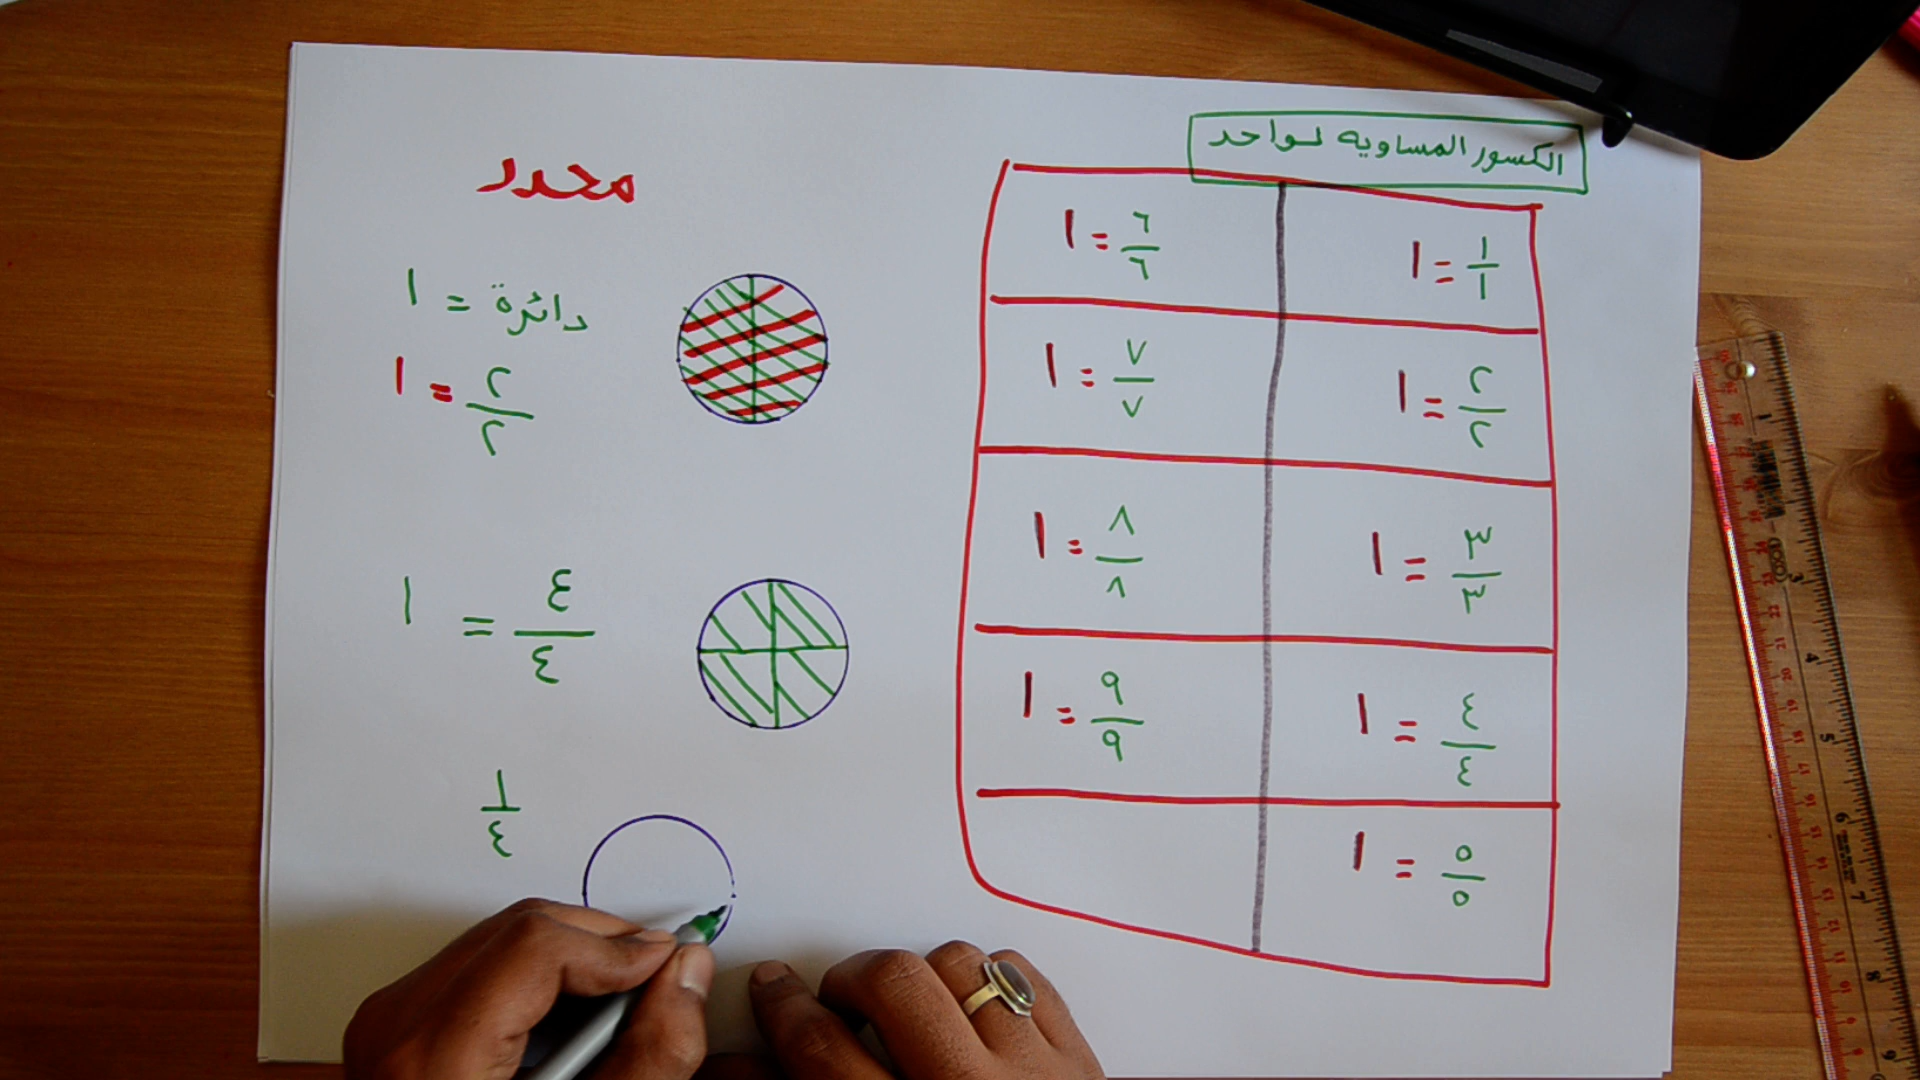 الكسور المساويه لواحد
١/١ = ١
٢/٢ = ١
٣/٣ = ١
٤/٤ = ١
٥/٥ = ١
٦/٦ = ١
٧/٧ = ١
٨/٨ = ١
٩/٩ = ١
محدد
دائرة = ١
٢/٢ = ١
٤/٤ = ١
١/٤